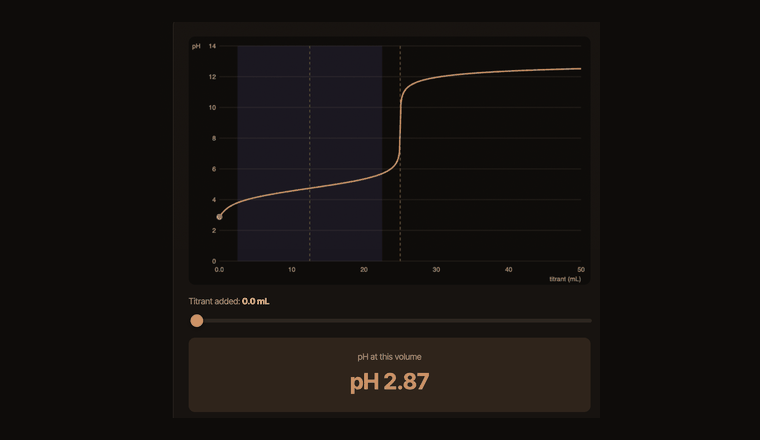 pH
14
12
10
8
6
4
2
0
0.0 10 20 30 40 50
titrant (mL)
Titrant added: 0.0 mL
pH at this volume
pH 2.87